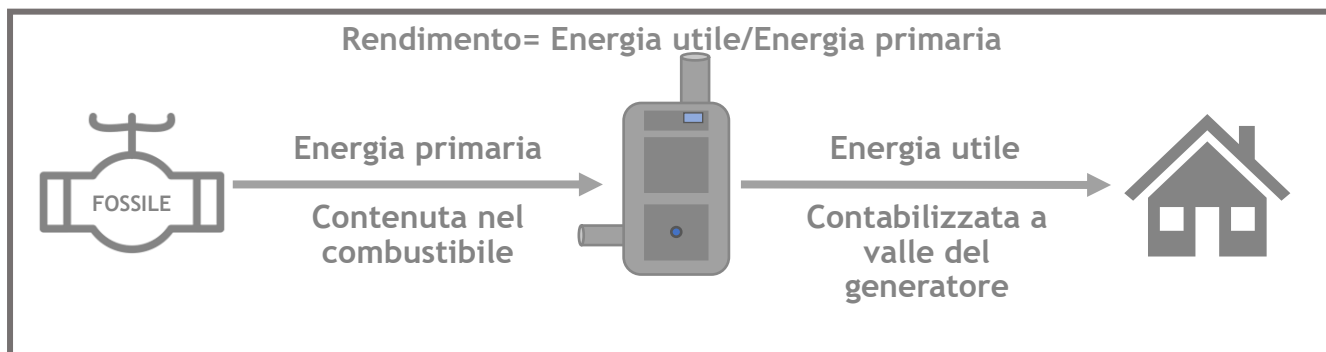 Rendimento= Energia utile/Energia primaria
FOSSILE
Energia primaria
Contenuta nel
combustibile
Energia utile
Contabilizzata a
valle del
generatore